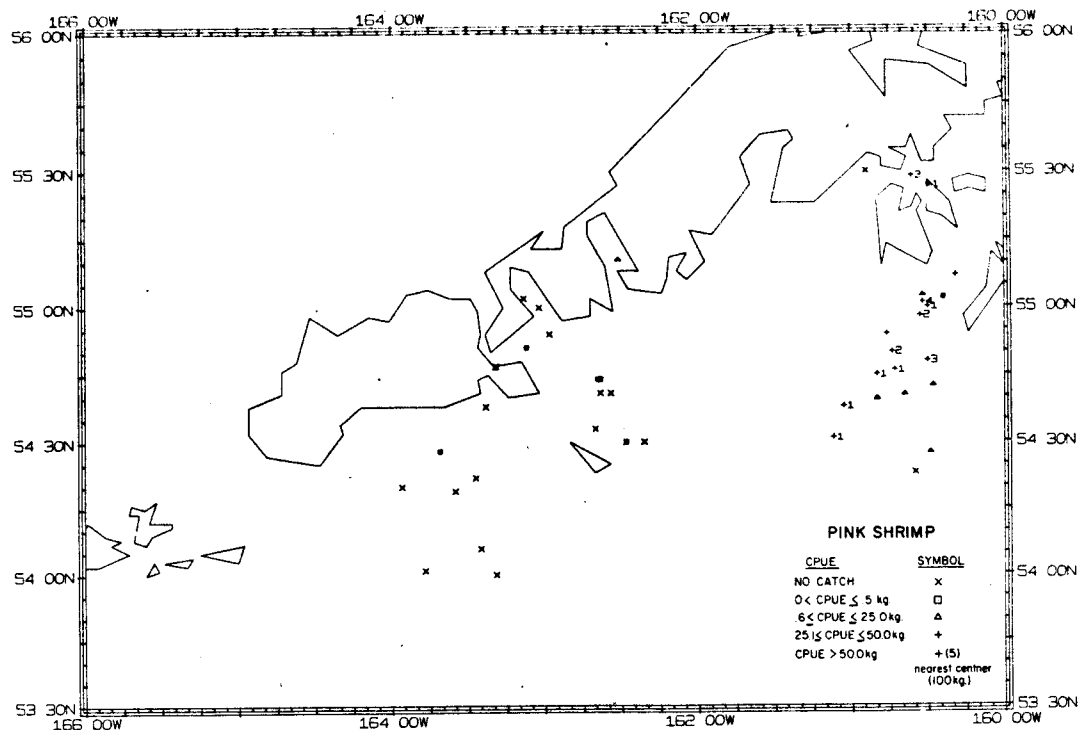 166 00W 164 00W 162 00W 160 00W
56 00N 56 00N
55 30N 55 30N
+2
+1
55 00N 55 00N
+1
+2
+2
+3
+1 +1
+1
54 30N +1 54 30N
PINK SHRIMP
CPUE SYMBOL
NO CATCH x
0< CPUE ≤ .5 kg. □
.6≤ CPUE ≤ 25.0kg. △
25.1≤ CPUE ≤50.0kg. +
CPUE > 50.0kg +(5)
nearest centner
(100kg.)
54 00N 54 00N
53 30N 53 30N
166 00W 164 00W 162 00W 160 00W